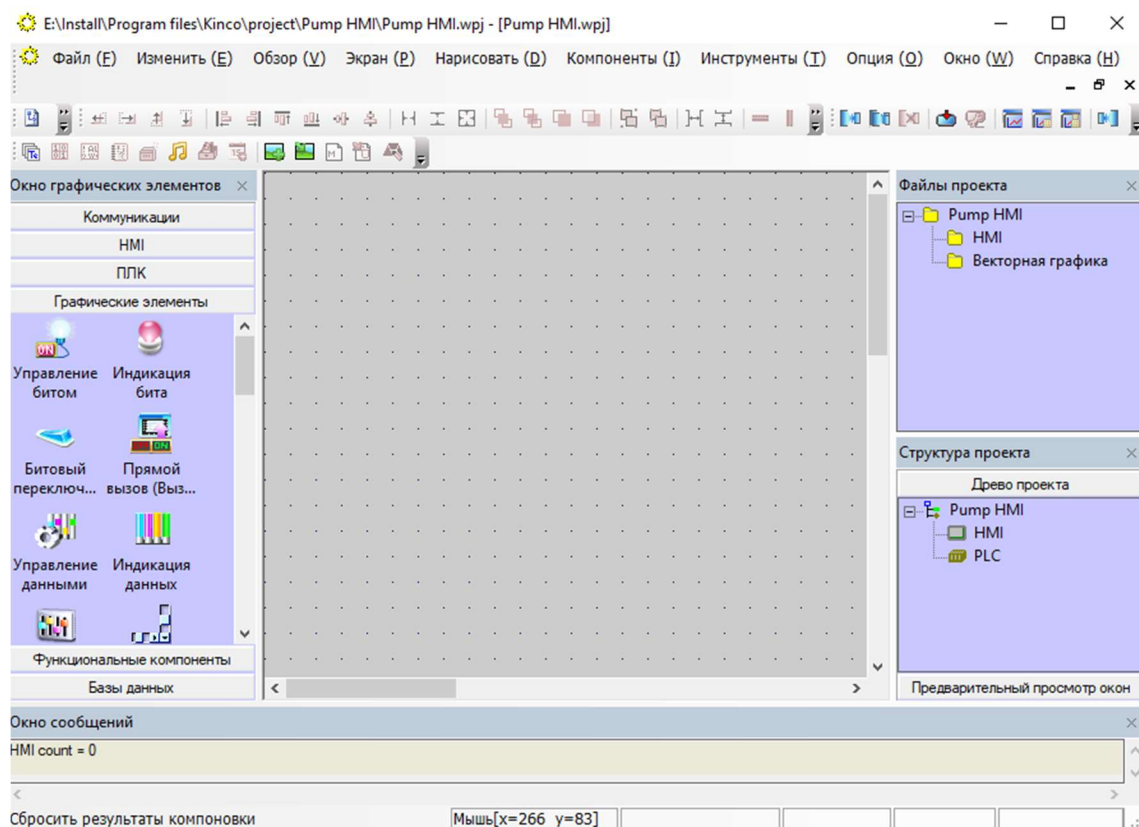 E:\Install\Program files\Kinco\project\Pump HMI\Pump HMI.wpj - [Pump HMI.wpj]
Файл (F) Изменить (E) Обзор (V) Экран (P) Нарисовать (D) Компоненты (I) Инструменты (T) Опция (O) Окно (W) Справка (H)
Окно графических элементов
Коммуникации
HMI
ПЛК
Графические элементы
Управление битом
Индикация бита
Битовый переключ...
Прямой вызов (Выз...
Управление данными
Индикация данных
Функциональные компоненты
Базы данных
Файлы проекта
Pump HMI
HMI
Векторная графика
Структура проекта
Древо проекта
Pump HMI
HMI
PLC
Предварительный просмотр окон
Окно сообщений
HMI count = 0
Сбросить результаты компоновки
Мышь[x=266 y=83]